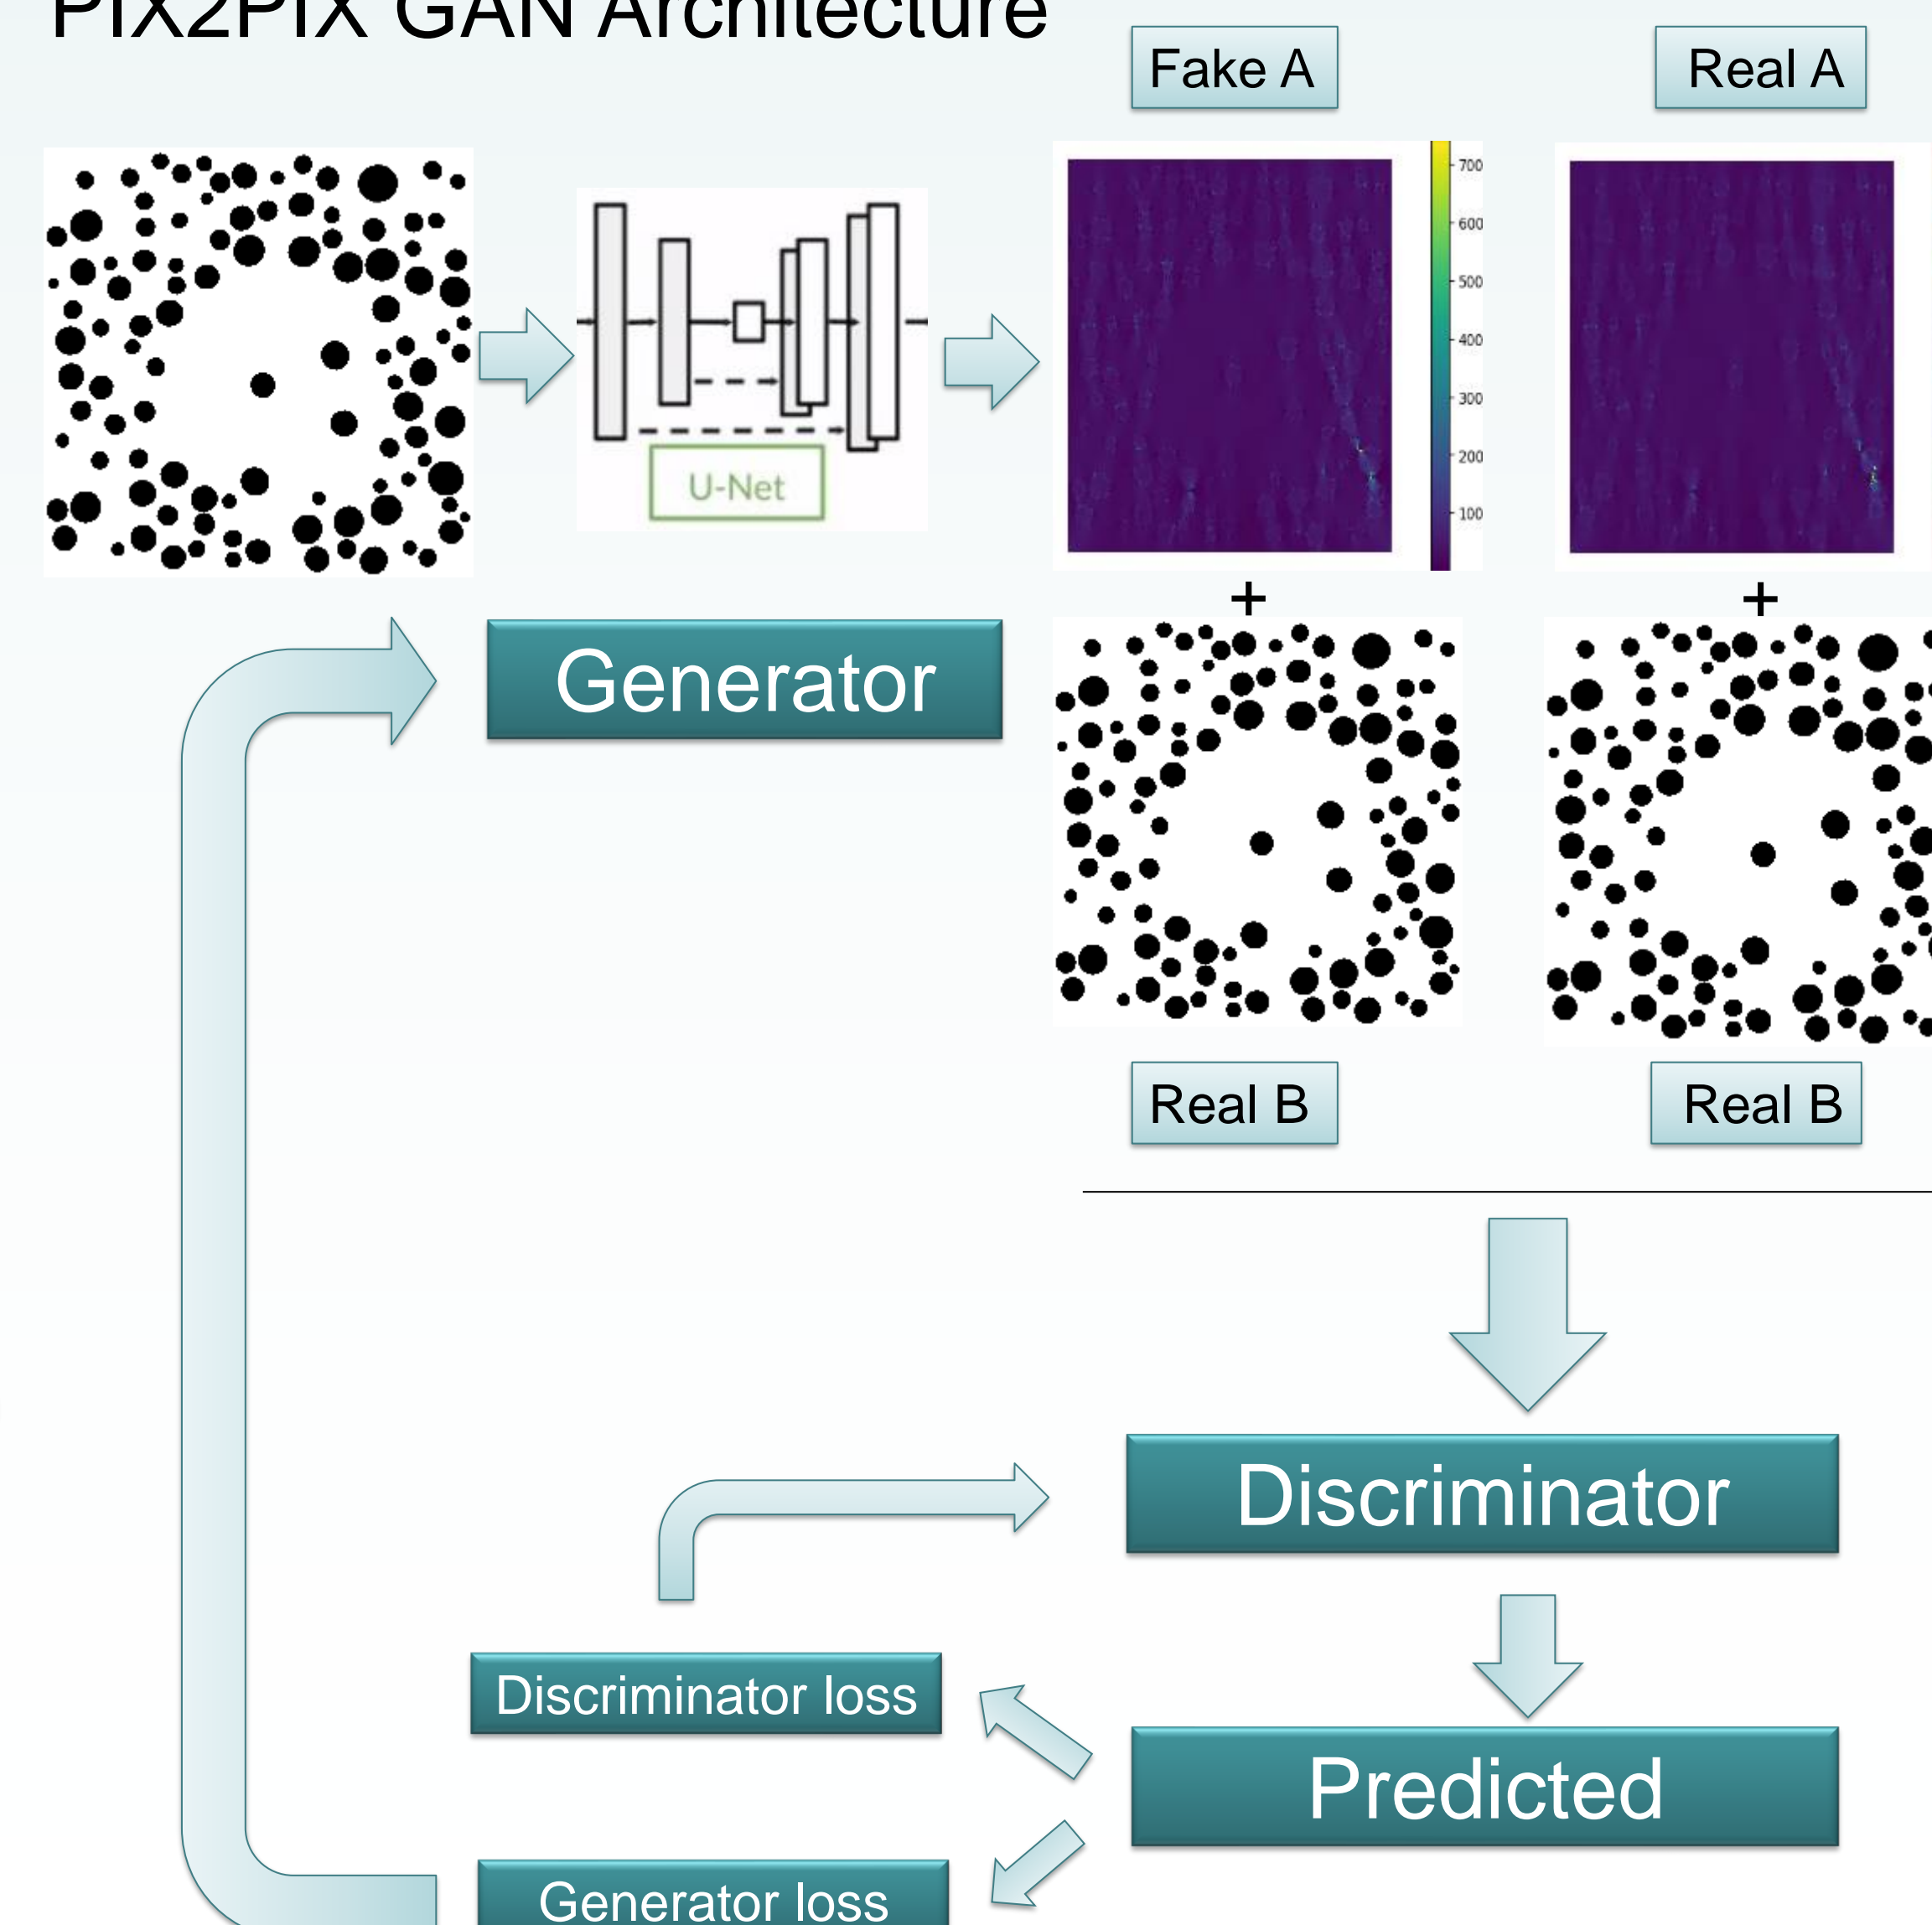 PIX2PIX GAN Architecture
Fake A
Real A
700
600
500
400
300
200
100
U-Net
+
+
Generator
Real B
Real B
Discriminator
Discriminator loss
Predicted
Generator loss